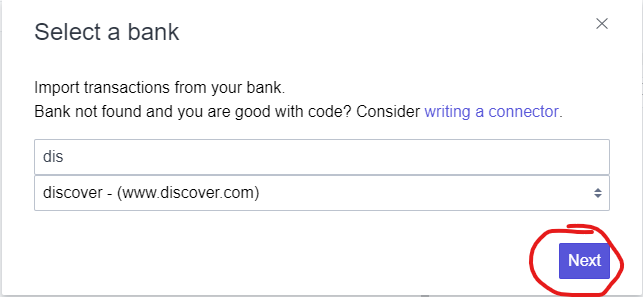 Select a bank
Import transactions from your bank.
Bank not found and you are good with code? Consider writing a connector.
dis
discover - (www.discover.com)
Next